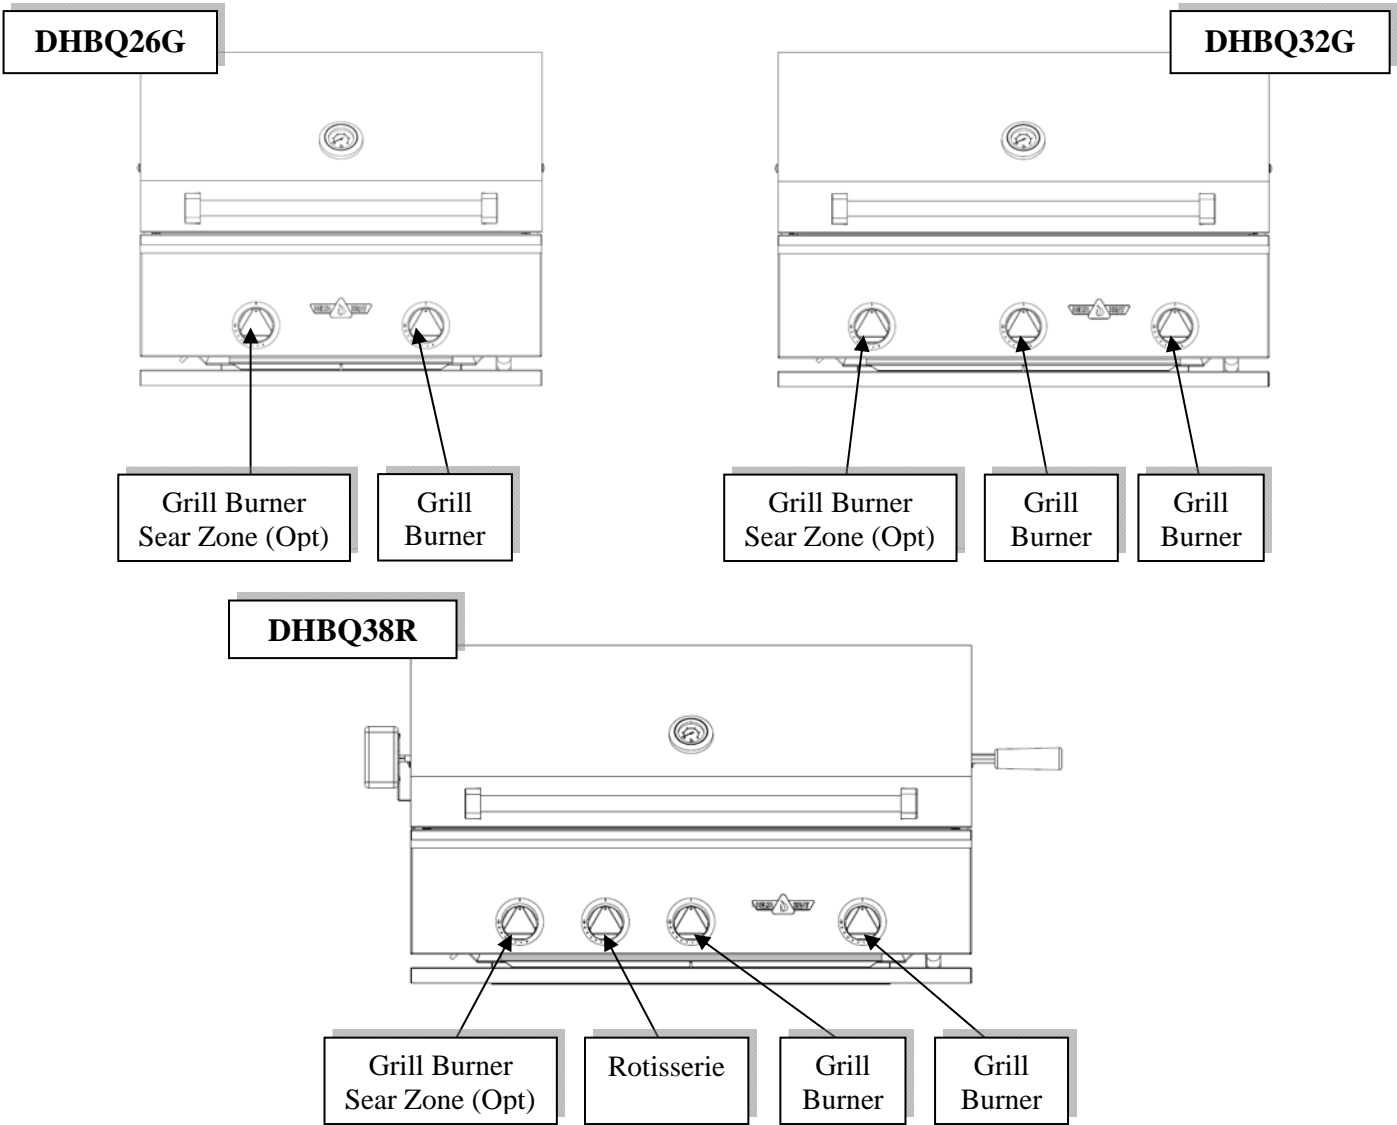 DHBQ26G
DHBQ32G
Grill Burner
Sear Zone (Opt)
Grill
Burner
Grill Burner
Sear Zone (Opt)
Grill
Burner
Grill
Burner
DHBQ38R
Grill Burner
Sear Zone (Opt)
Rotisserie
Grill
Burner
Grill
Burner